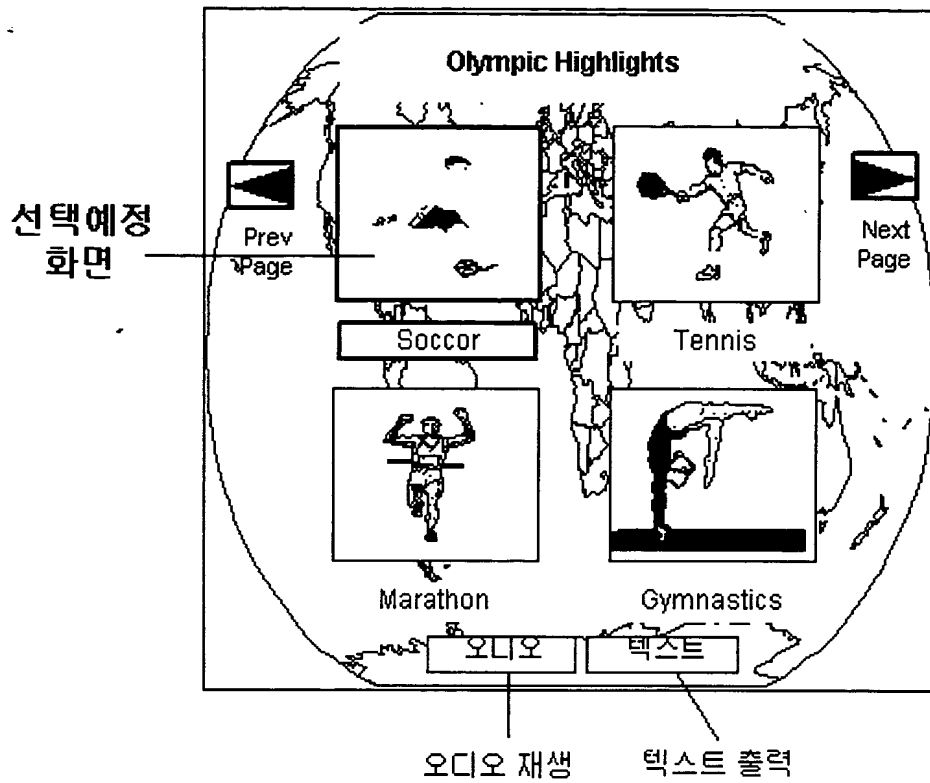 Olympic Highlights
선택예정
화면
Prev
Page
Next
Page
Soccor
Tennis
Marathon
Gymnastics
오디오
텍스트
오디오 재생
텍스트 출력